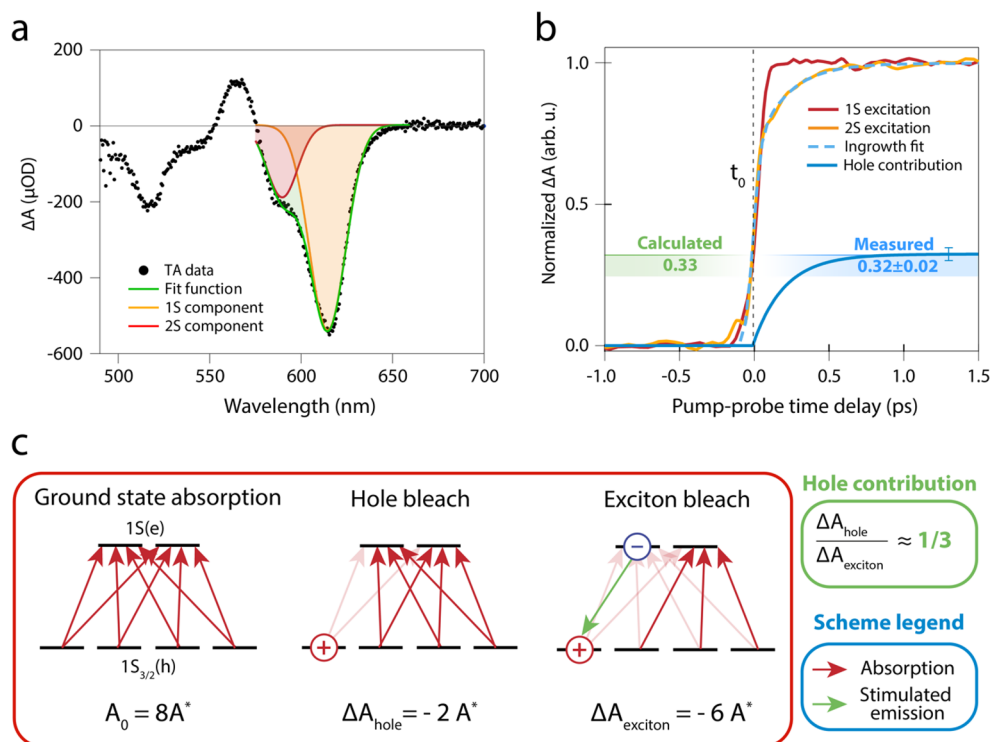 a
200
0
-200
-400
-600
ΔA (μOD)
TA data
Fit function
1S component
2S component
500
550
600
650
700
Wavelength (nm)
b
1.0
0.5
0.0
Normalized ΔA (arb. u.)
1S excitation
2S excitation
Ingrowth fit
Hole contribution
t0
Calculated
0.33
Measured
0.32±0.02
-1.0
-0.5
0.0
0.5
1.0
1.5
Pump-probe time delay (ps)
c
Ground state absorption
1S(e)
1S3/2(h)
A0 = 8A*
Hole bleach
+
ΔAhole= - 2 A*
Exciton bleach
−
+
ΔAexciton= - 6 A*
Hole contribution
ΔAhole
ΔAexciton
≈ 1/3
Scheme legend
Absorption
Stimulated
emission